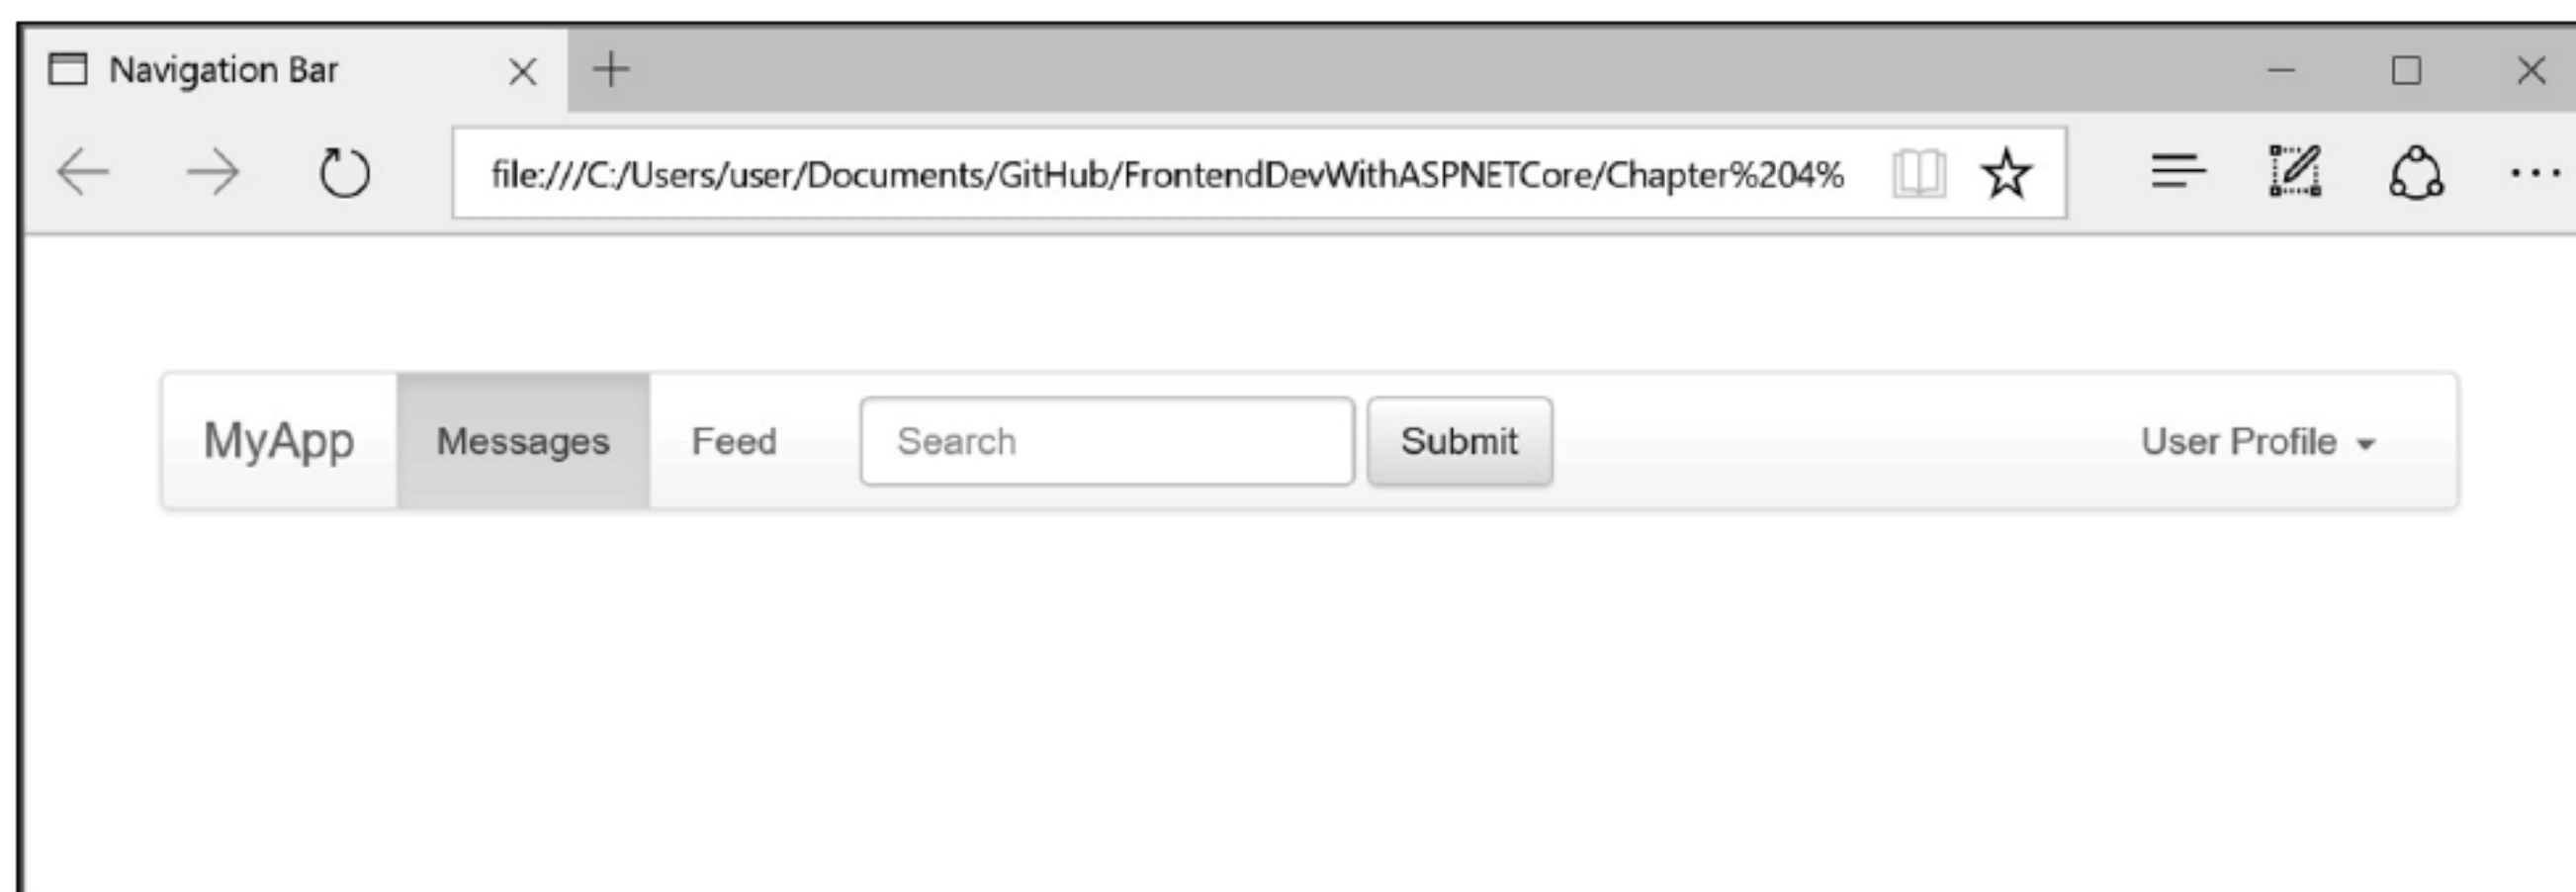 Navigation Bar
file:///C:/Users/user/Documents/GitHub/FrontendDevWithASPNETCore/Chapter%204%
MyApp Messages Feed Search Submit User Profile